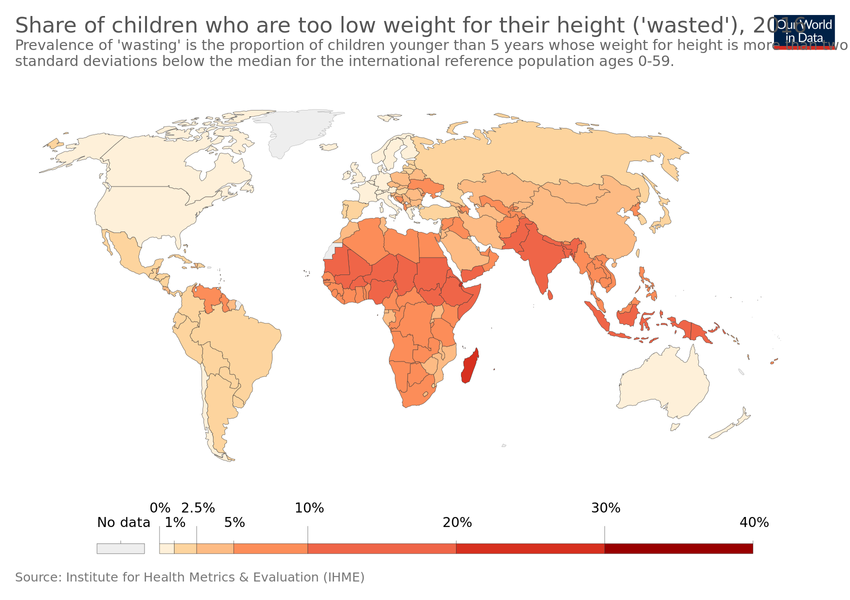 Share of children who are too low weight for their height ('wasted'), 2016
Our World
in Data
Prevalence of 'wasting' is the proportion of children younger than 5 years whose weight for height is more than two
standard deviations below the median for the international reference population ages 0-59.
0% 2.5% 10% 30%
No data 1% 5% 20% 40%
Source: Institute for Health Metrics & Evaluation (IHME)